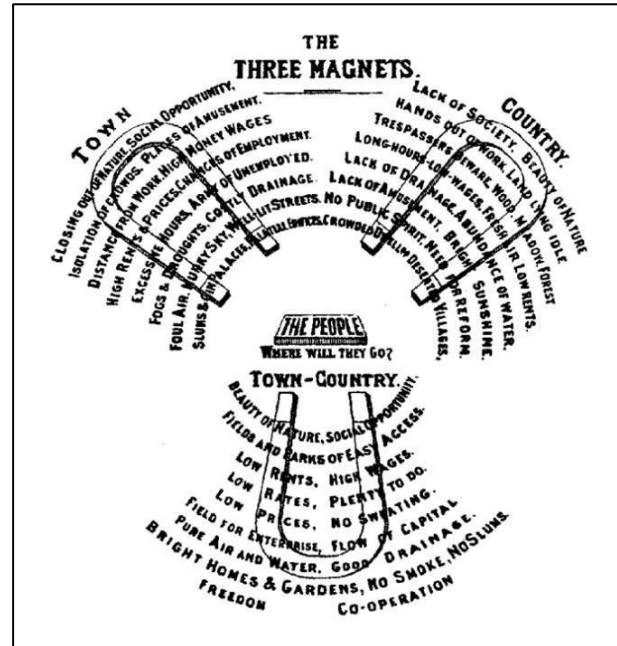 THE
THREE MAGNETS.
TOWN
CLOSING OUT OF NATURE, SOCIAL OPPORTUNITY,
ISOLATION OF CROWDS. PLACES OF AMUSEMENT.
DISTANCE FROM WORK. HIGH MONEY WAGES
HIGH RENTS & PRICES. CHANCES OF EMPLOYMENT.
EXCESSIVE HOURS, ARMY OF UNEMPLOYED.
FOGS & DROUGHTS. COSTLY DRAINAGE.
FOUL AIR. MURKY SKY. WELL-LIT STREETS.
SLUMS & GIN PALACES. EDIFICES.
COUNTRY.
LACK OF SOCIETY. BEAUTY OF NATURE
HANDS OUT OF WORK. LAND LYING IDLE.
TRESPASSERS BEWARE. WOOD, MEADOW, FOREST
LONG-HOURS-LOW-WAGES, FRESH AIR LOW RENTS.
LACK OF DRAINAGE. ABUNDANCE OF WATER.
LACK OF AMUSEMENT. BRIGHT SUNSHINE.
NO PUBLIC SPIRIT. NEED FOR REFORM.
CROWDED DESERTED VILLAGES,
THE PEOPLE
WHERE WILL THEY GO?
TOWN-COUNTRY.
BEAUTY OF NATURE, SOCIAL OPPORTUNITY.
FIELDS AND PARKS OF EASY ACCESS.
LOW RENTS, HIGH WAGES.
LOW RATES, PLENTY TO DO.
LOW PRICES, NO SWEATING.
FIELD FOR ENTERPRISE, FLOW OF CAPITAL
PURE AIR AND WATER, GOOD DRAINAGE.
BRIGHT HOMES & GARDENS, NO SMOKE, NO SLUMS
FREEDOM CO-OPERATION